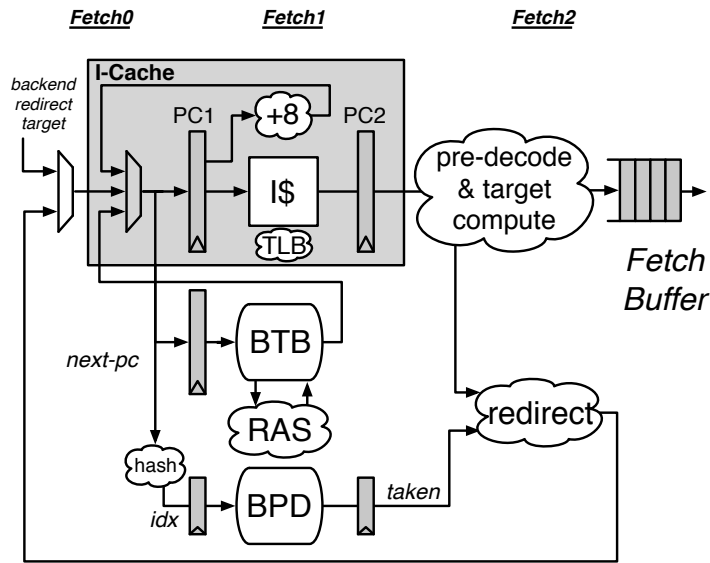 Fetch0
Fetch1
Fetch2
I-Cache
backend
redirect
target
PC1
+8
PC2
I$
TLB
pre-decode
& target
compute
Fetch
Buffer
next-pc
BTB
RAS
redirect
hash
idx
BPD
taken